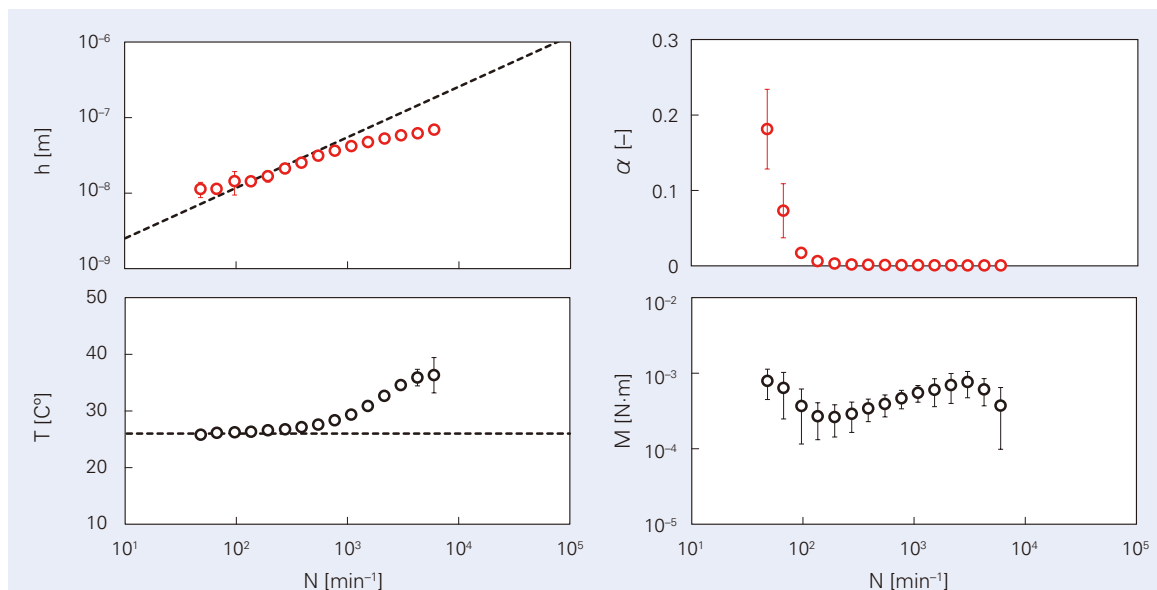 10⁻⁶
10⁻⁷
10⁻⁸
10⁻⁹
h [m]
0.3
0.2
0.1
0
α [–]
50
40
30
20
10
T [C°]
10¹ 10² 10³ 10⁴ 10⁵
N [min⁻¹]
10⁻²
10⁻³
10⁻⁴
10⁻⁵
M [N·m]
10¹ 10² 10³ 10⁴ 10⁵
N [min⁻¹]